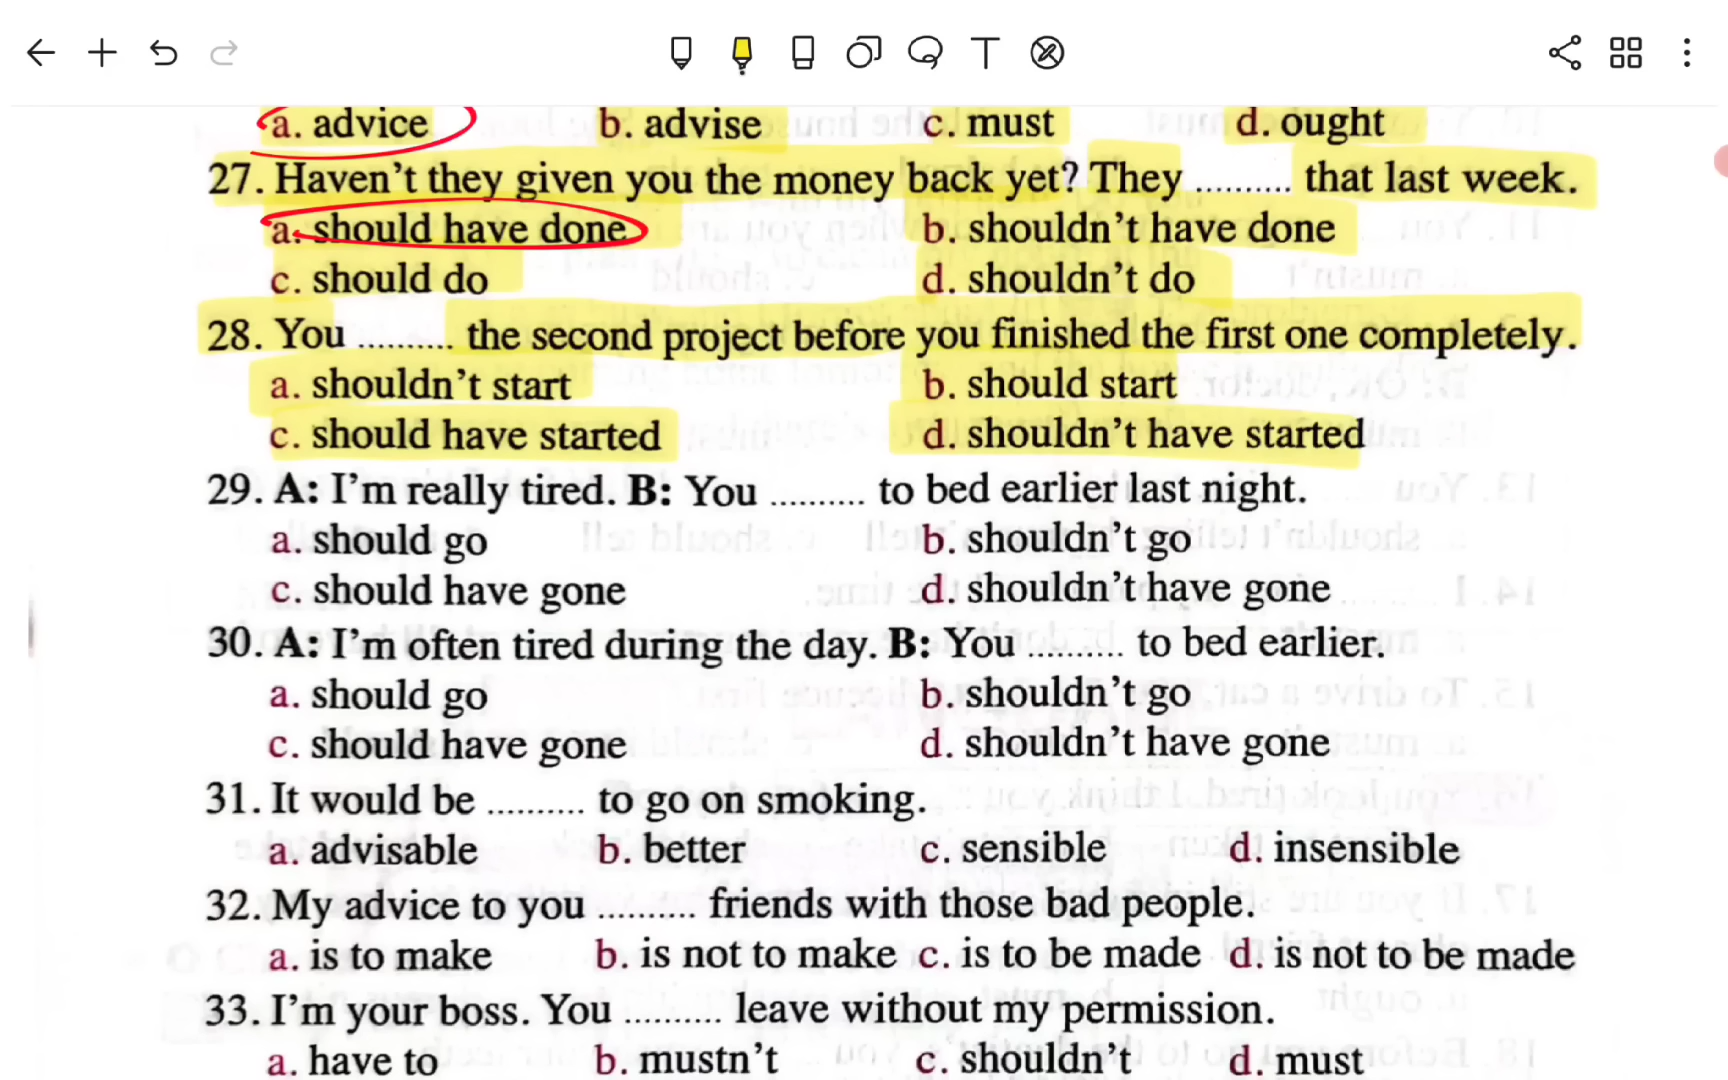 a. advice b. advise c. must d. ought
27. Haven't they given you the money back yet? They .......... that last week.
a. should have done b. shouldn't have done
c. should do d. shouldn't do
28. You .......... the second project before you finished the first one completely.
a. shouldn't start b. should start
c. should have started d. shouldn't have started
29. A: I'm really tired. B: You .......... to bed earlier last night.
a. should go b. shouldn't go
c. should have gone d. shouldn't have gone
30. A: I'm often tired during the day. B: You .......... to bed earlier.
a. should go b. shouldn't go
c. should have gone d. shouldn't have gone
31. It would be .......... to go on smoking.
a. advisable b. better c. sensible d. insensible
32. My advice to you .......... friends with those bad people.
a. is to make b. is not to make c. is to be made d. is not to be made
33. I'm your boss. You .......... leave without my permission.
a. have to b. mustn't c. shouldn't d. must